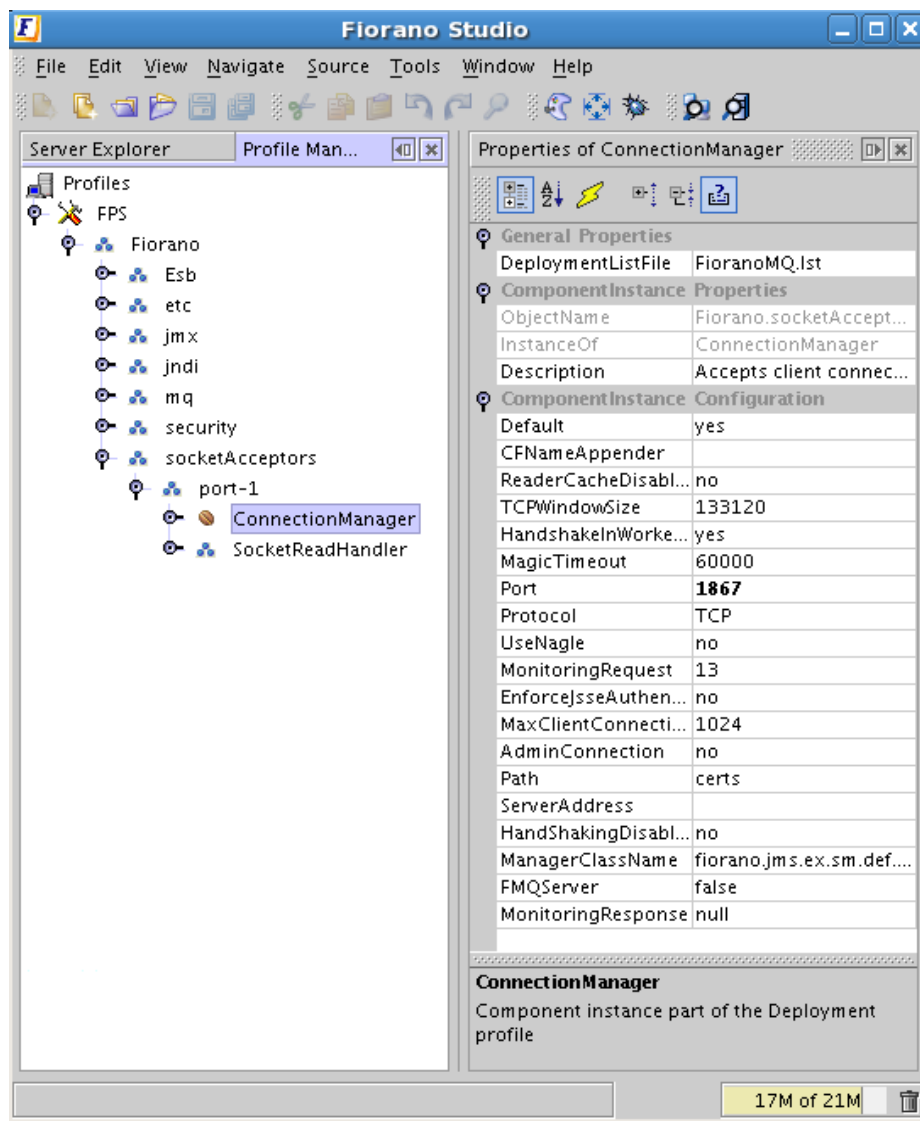 Fiorano Studio
File Edit View Navigate Source Tools Window Help
Server Explorer Profile Man...
Profiles
FPS
Fiorano
Esb
etc
jmx
jndi
mq
security
socketAcceptors
port-1
ConnectionManager
SocketReadHandler
Properties of ConnectionManager
General Properties
DeploymentListFile FioranoMQ.lst
ComponentInstance Properties
ObjectName Fiorano.socketAccept...
InstanceOf ConnectionManager
Description Accepts client connec...
ComponentInstance Configuration
Default yes
CFNameAppender
ReaderCacheDisabl... no
TCPWindowSize 133120
HandshakeInWorke... yes
MagicTimeout 60000
Port 1867
Protocol TCP
UseNagle no
MonitoringRequest 13
EnforceJsseAuthen... no
MaxClientConnecti... 1024
AdminConnection no
Path certs
ServerAddress
HandShakingDisabl... no
ManagerClassName fiorano.jms.ex.sm.def....
FMQServer false
MonitoringResponse null
ConnectionManager
Component instance part of the Deployment
profile
17M of 21M